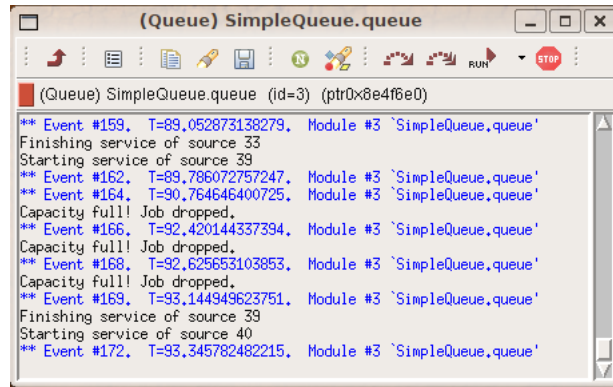 (Queue) SimpleQueue.queue
RUN
STOP
(Queue) SimpleQueue.queue (id=3) (ptr0x8e4f6e0)
** Event #159. T=89.052873138279. Module #3 `SimpleQueue.queue'
Finishing service of source 33
Starting service of source 39
** Event #162. T=89.786072757247. Module #3 `SimpleQueue.queue'
** Event #164. T=90.764646400725. Module #3 `SimpleQueue.queue'
Capacity full! Job dropped.
** Event #166. T=92.420144337394. Module #3 `SimpleQueue.queue'
Capacity full! Job dropped.
** Event #168. T=92.625653103853. Module #3 `SimpleQueue.queue'
Capacity full! Job dropped.
** Event #169. T=93.144949623751. Module #3 `SimpleQueue.queue'
Finishing service of source 39
Starting service of source 40
** Event #172. T=93.345782482215. Module #3 `SimpleQueue.queue'